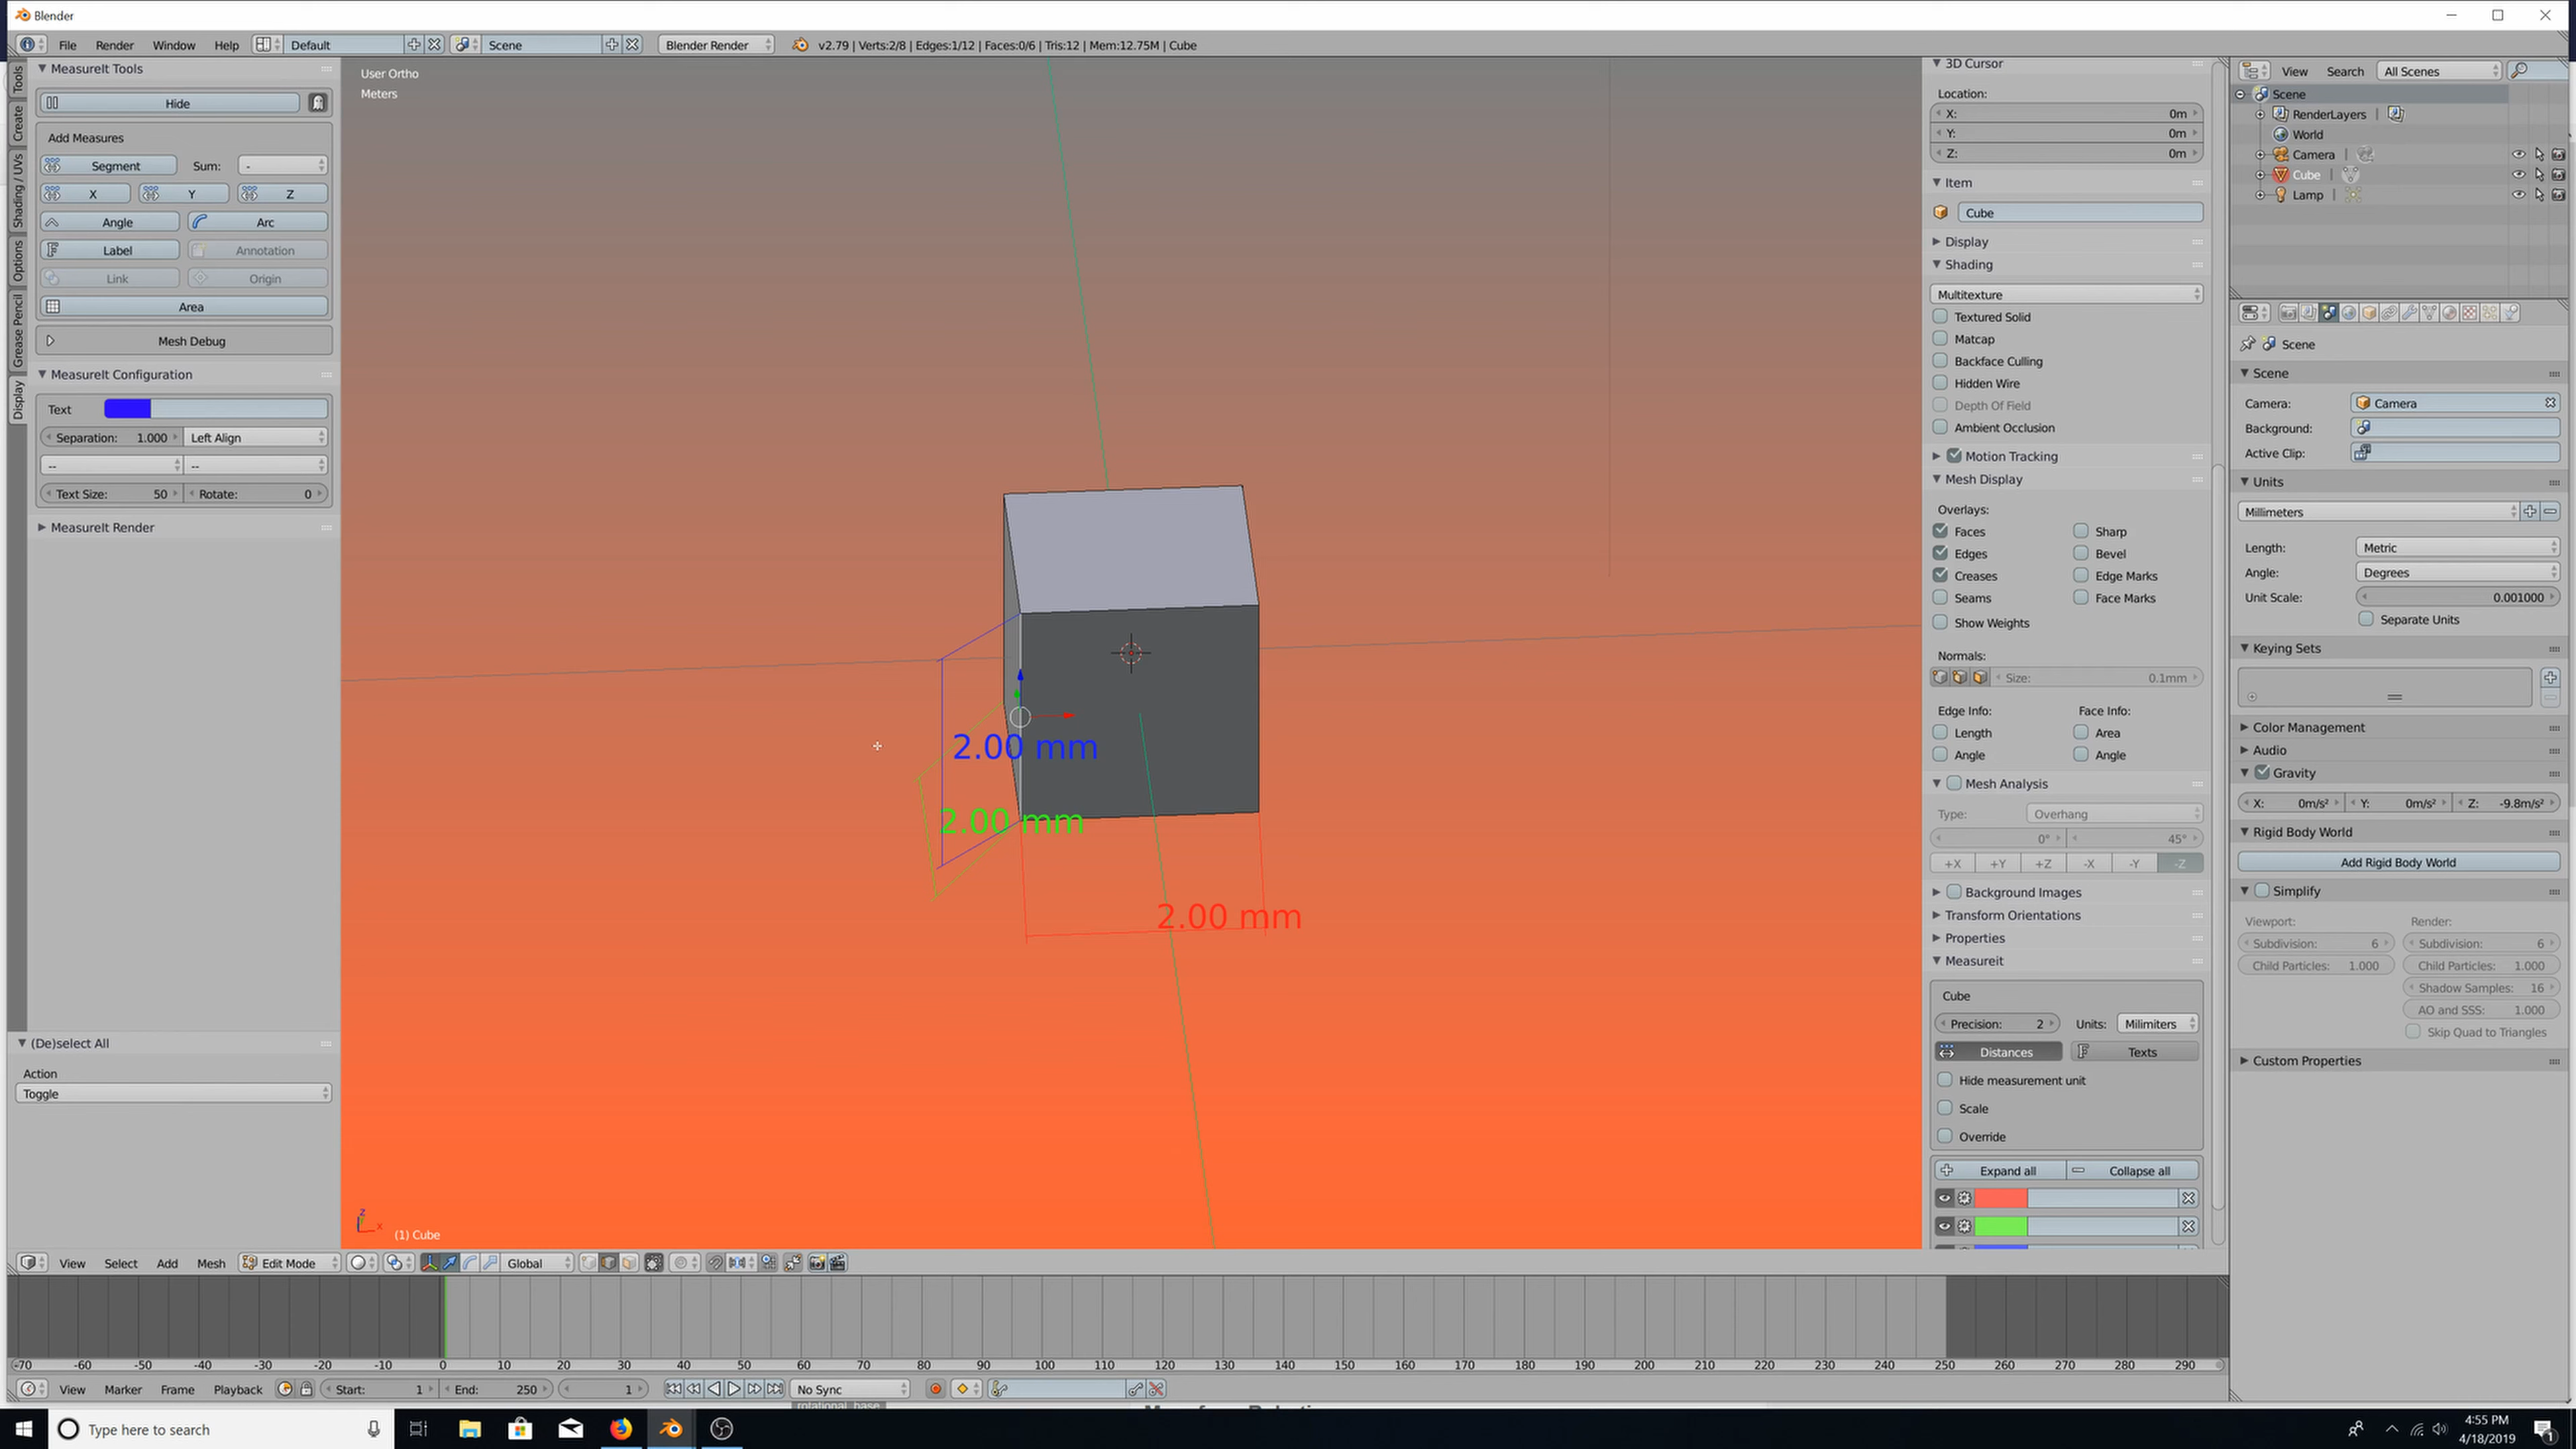 Blender
File Render Window Help Default Scene Blender Render v2.79 | Verts:2/8 | Edges:1/12 | Faces:0/6 | Tris:12 | Mem:12.75M | Cube
Tools
Create
Shading / UVs
Options
Grease Pencil
Display
MeasureIt Tools
Hide
Add Measures
Segment Sum: -
X Y Z
Angle Arc
Label Annotation
Link Origin
Area
Mesh Debug
MeasureIt Configuration
Text
Separation: 1.000 Left Align
-- --
Text Size: 50 Rotate: 0
MeasureIt Render
(De)select All
Action
Toggle
User Ortho
Meters
2.00 mm
2.00 mm
2.00 mm
z
x
(1) Cube
3D Cursor
Location:
X: 0m
Y: 0m
Z: 0m
Item
Cube
Display
Shading
Multitexture
Textured Solid
Matcap
Backface Culling
Hidden Wire
Depth Of Field
Ambient Occlusion
Motion Tracking
Mesh Display
Overlays:
Faces Sharp
Edges Bevel
Creases Edge Marks
Seams Face Marks
Show Weights
Normals:
Size: 0.1mm
Edge Info: Face Info:
Length Area
Angle Angle
Mesh Analysis
Type: Overhang
0° 45°
+X +Y +Z -X -Y -Z
Background Images
Transform Orientations
Properties
Measureit
Cube
Precision: 2 Units: Milimiters
Distances Texts
Hide measurement unit
Scale
Override
Expand all Collapse all
View Search All Scenes
Scene
RenderLayers |
World
Camera |
Cube |
Lamp |
Scene
Scene
Camera: Camera
Background:
Active Clip:
Units
Millimeters
Length: Metric
Angle: Degrees
Unit Scale: 0.001000
Separate Units
Keying Sets
Color Management
Audio
Gravity
X: 0m/s² Y: 0m/s² Z: -9.8m/s²
Rigid Body World
Add Rigid Body World
Simplify
Viewport: Render:
Subdivision: 6 Subdivision: 6
Child Particles: 1.000 Child Particles: 1.000
Shadow Samples: 16
AO and SSS: 1.000
Skip Quad to Triangles
Custom Properties
View Select Add Mesh Edit Mode Global
-70 -60 -50 -40 -30 -20 -10 0 10 20 30 40 50 60 70 80 90 100 110 120 130 140 150 160 170 180 190 200 210 220 230 240 250 260 270 280 290
View Marker Frame Playback Start: 1 End: 250 1 No Sync
Type here to search
4:55 PM
4/18/2019
1